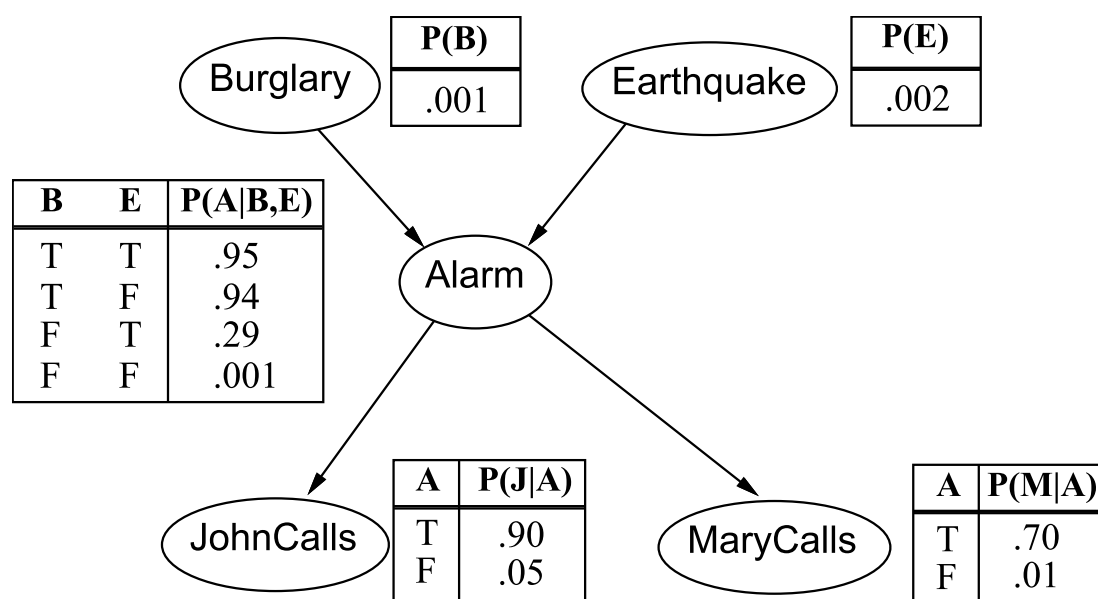 Burglary
P(B)
.001
Earthquake
P(E)
.002
B E P(A|B,E)
T T .95
T F .94
F T .29
F F .001
Alarm
JohnCalls
A P(J|A)
T .90
F .05
MaryCalls
A P(M|A)
T .70
F .01